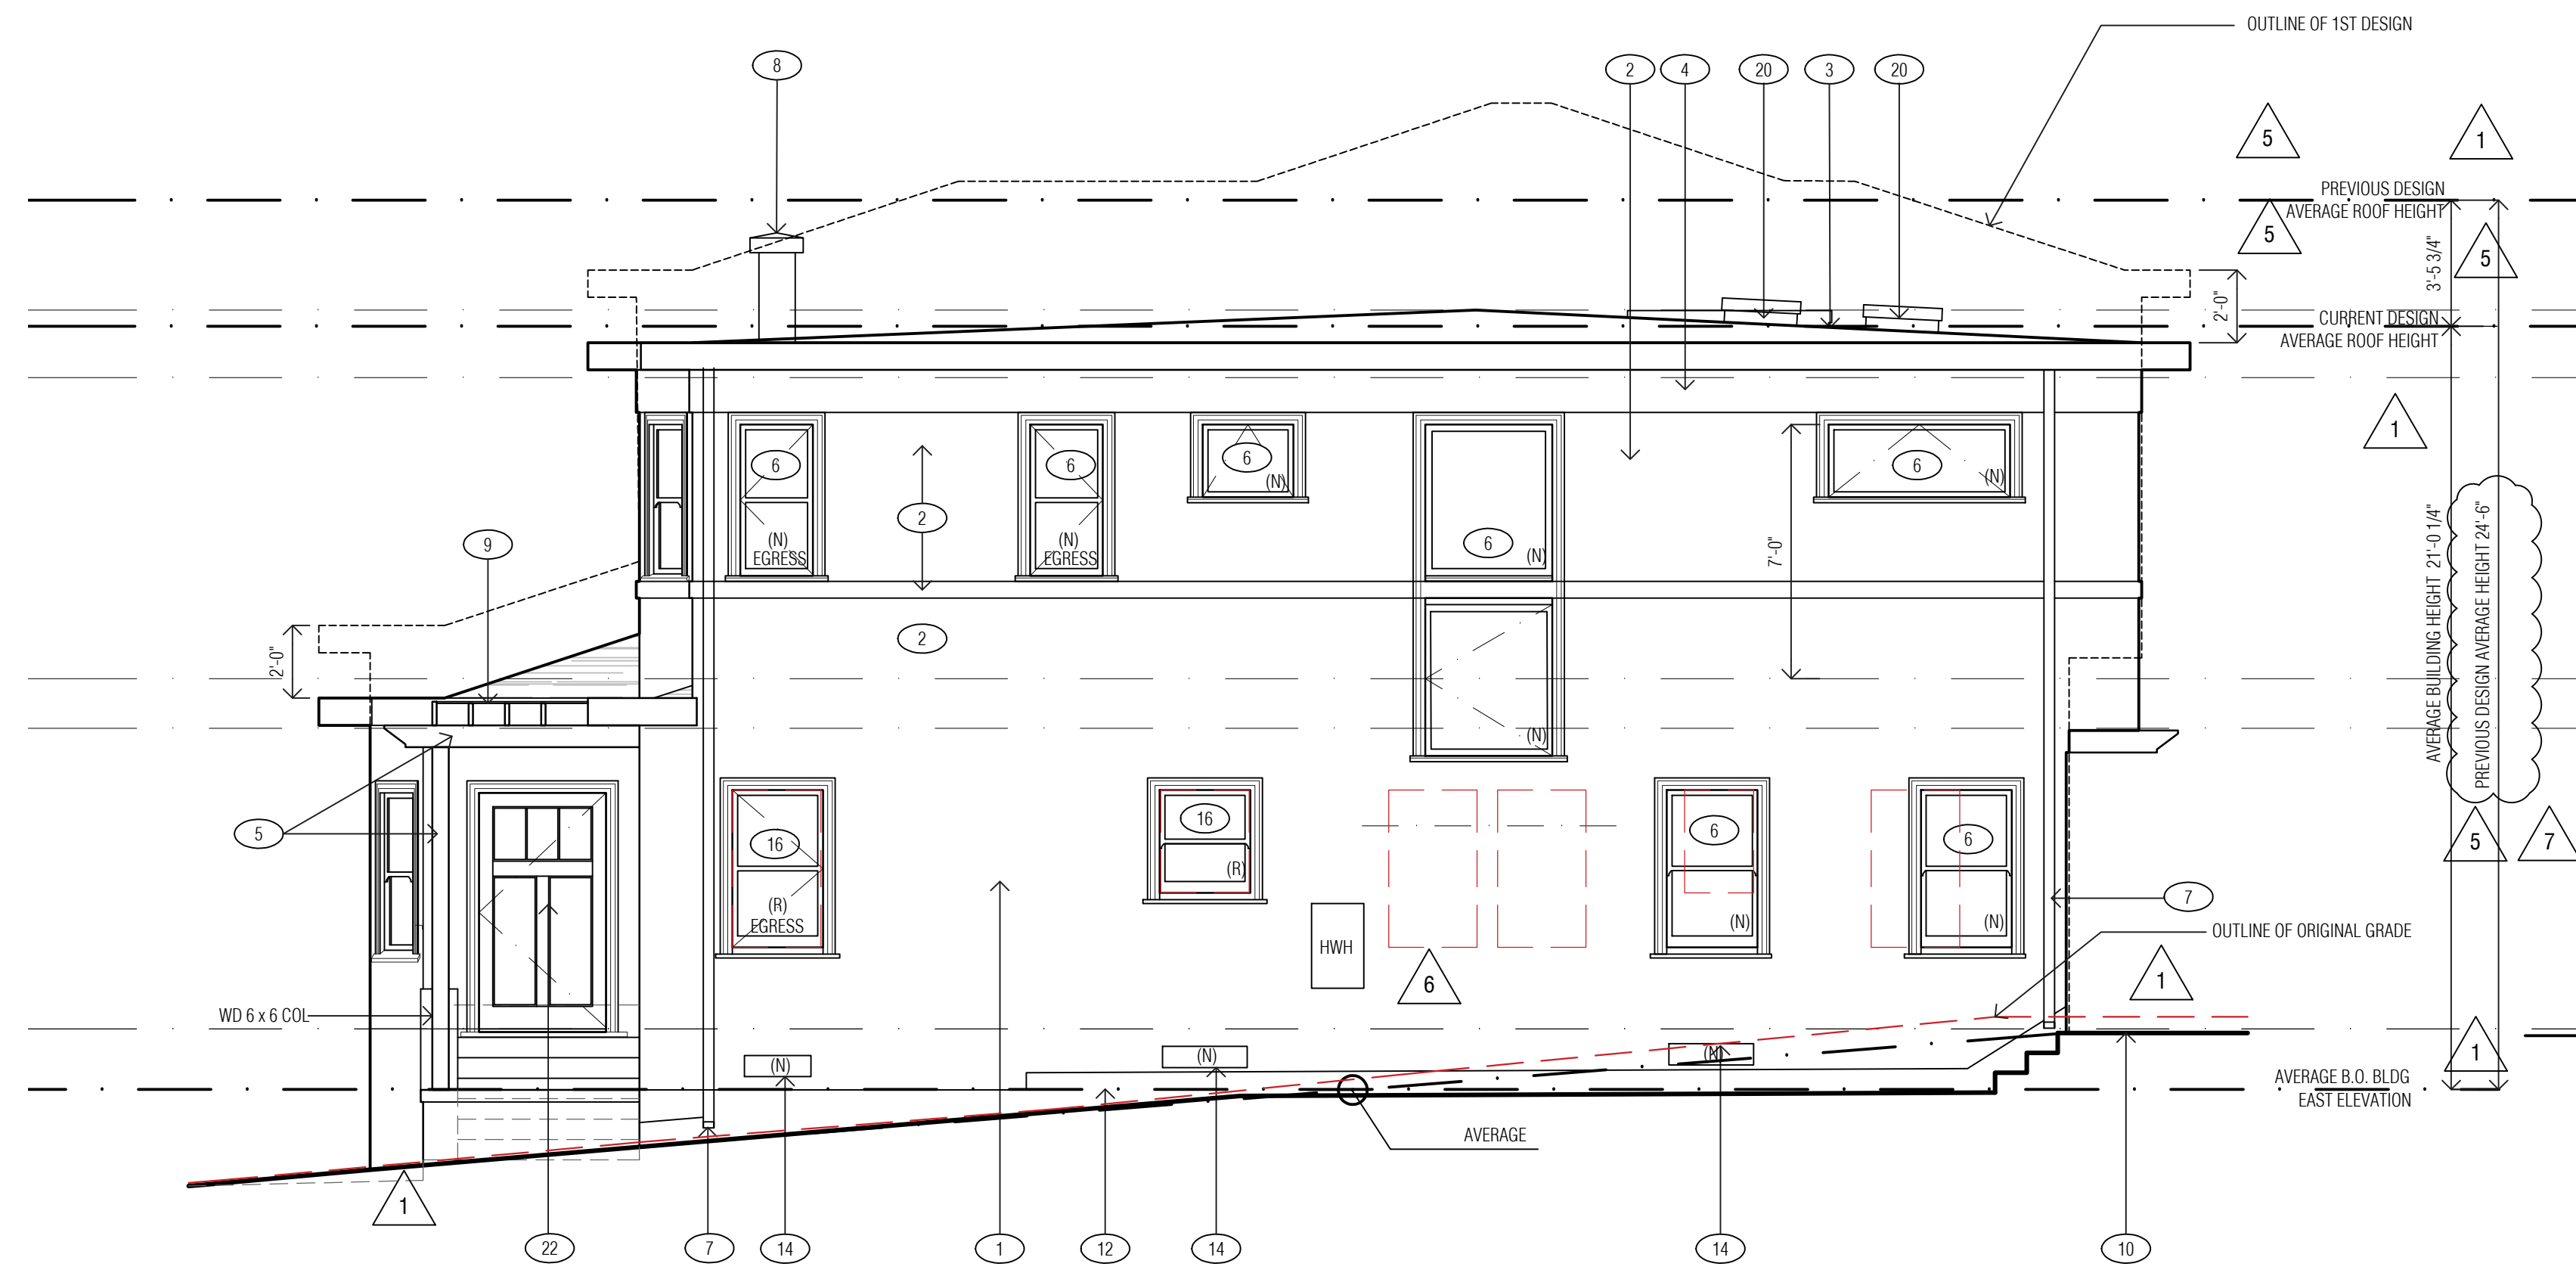 OUTLINE OF 1ST DESIGN
8
2
4
20
3
20
5
1
PREVIOUS DESIGN
AVERAGE ROOF HEIGHT
5
5
3'-5 3/4"
2'-0"
CURRENT DESIGN
AVERAGE ROOF HEIGHT
1
6
6
6
(N)
6
(N)
2
(N)
EGRESS
(N)
EGRESS
6
(N)
7'-0"
9
2
2'-0"
AVERAGE BUILDING HEIGHT 21'-0 1/4"
PREVIOUS DESIGN AVERAGE HEIGHT 24'-6"
(N)
5
16
(R)
EGRESS
16
(R)
6
(N)
6
(N)
5
7
7
HWH
6
OUTLINE OF ORIGINAL GRADE
1
WD 6 x 6 COL
1
(N)
(N)
(N)
AVERAGE B.O. BLDG
EAST ELEVATION
AVERAGE
1
22
7
14
1
12
14
14
10